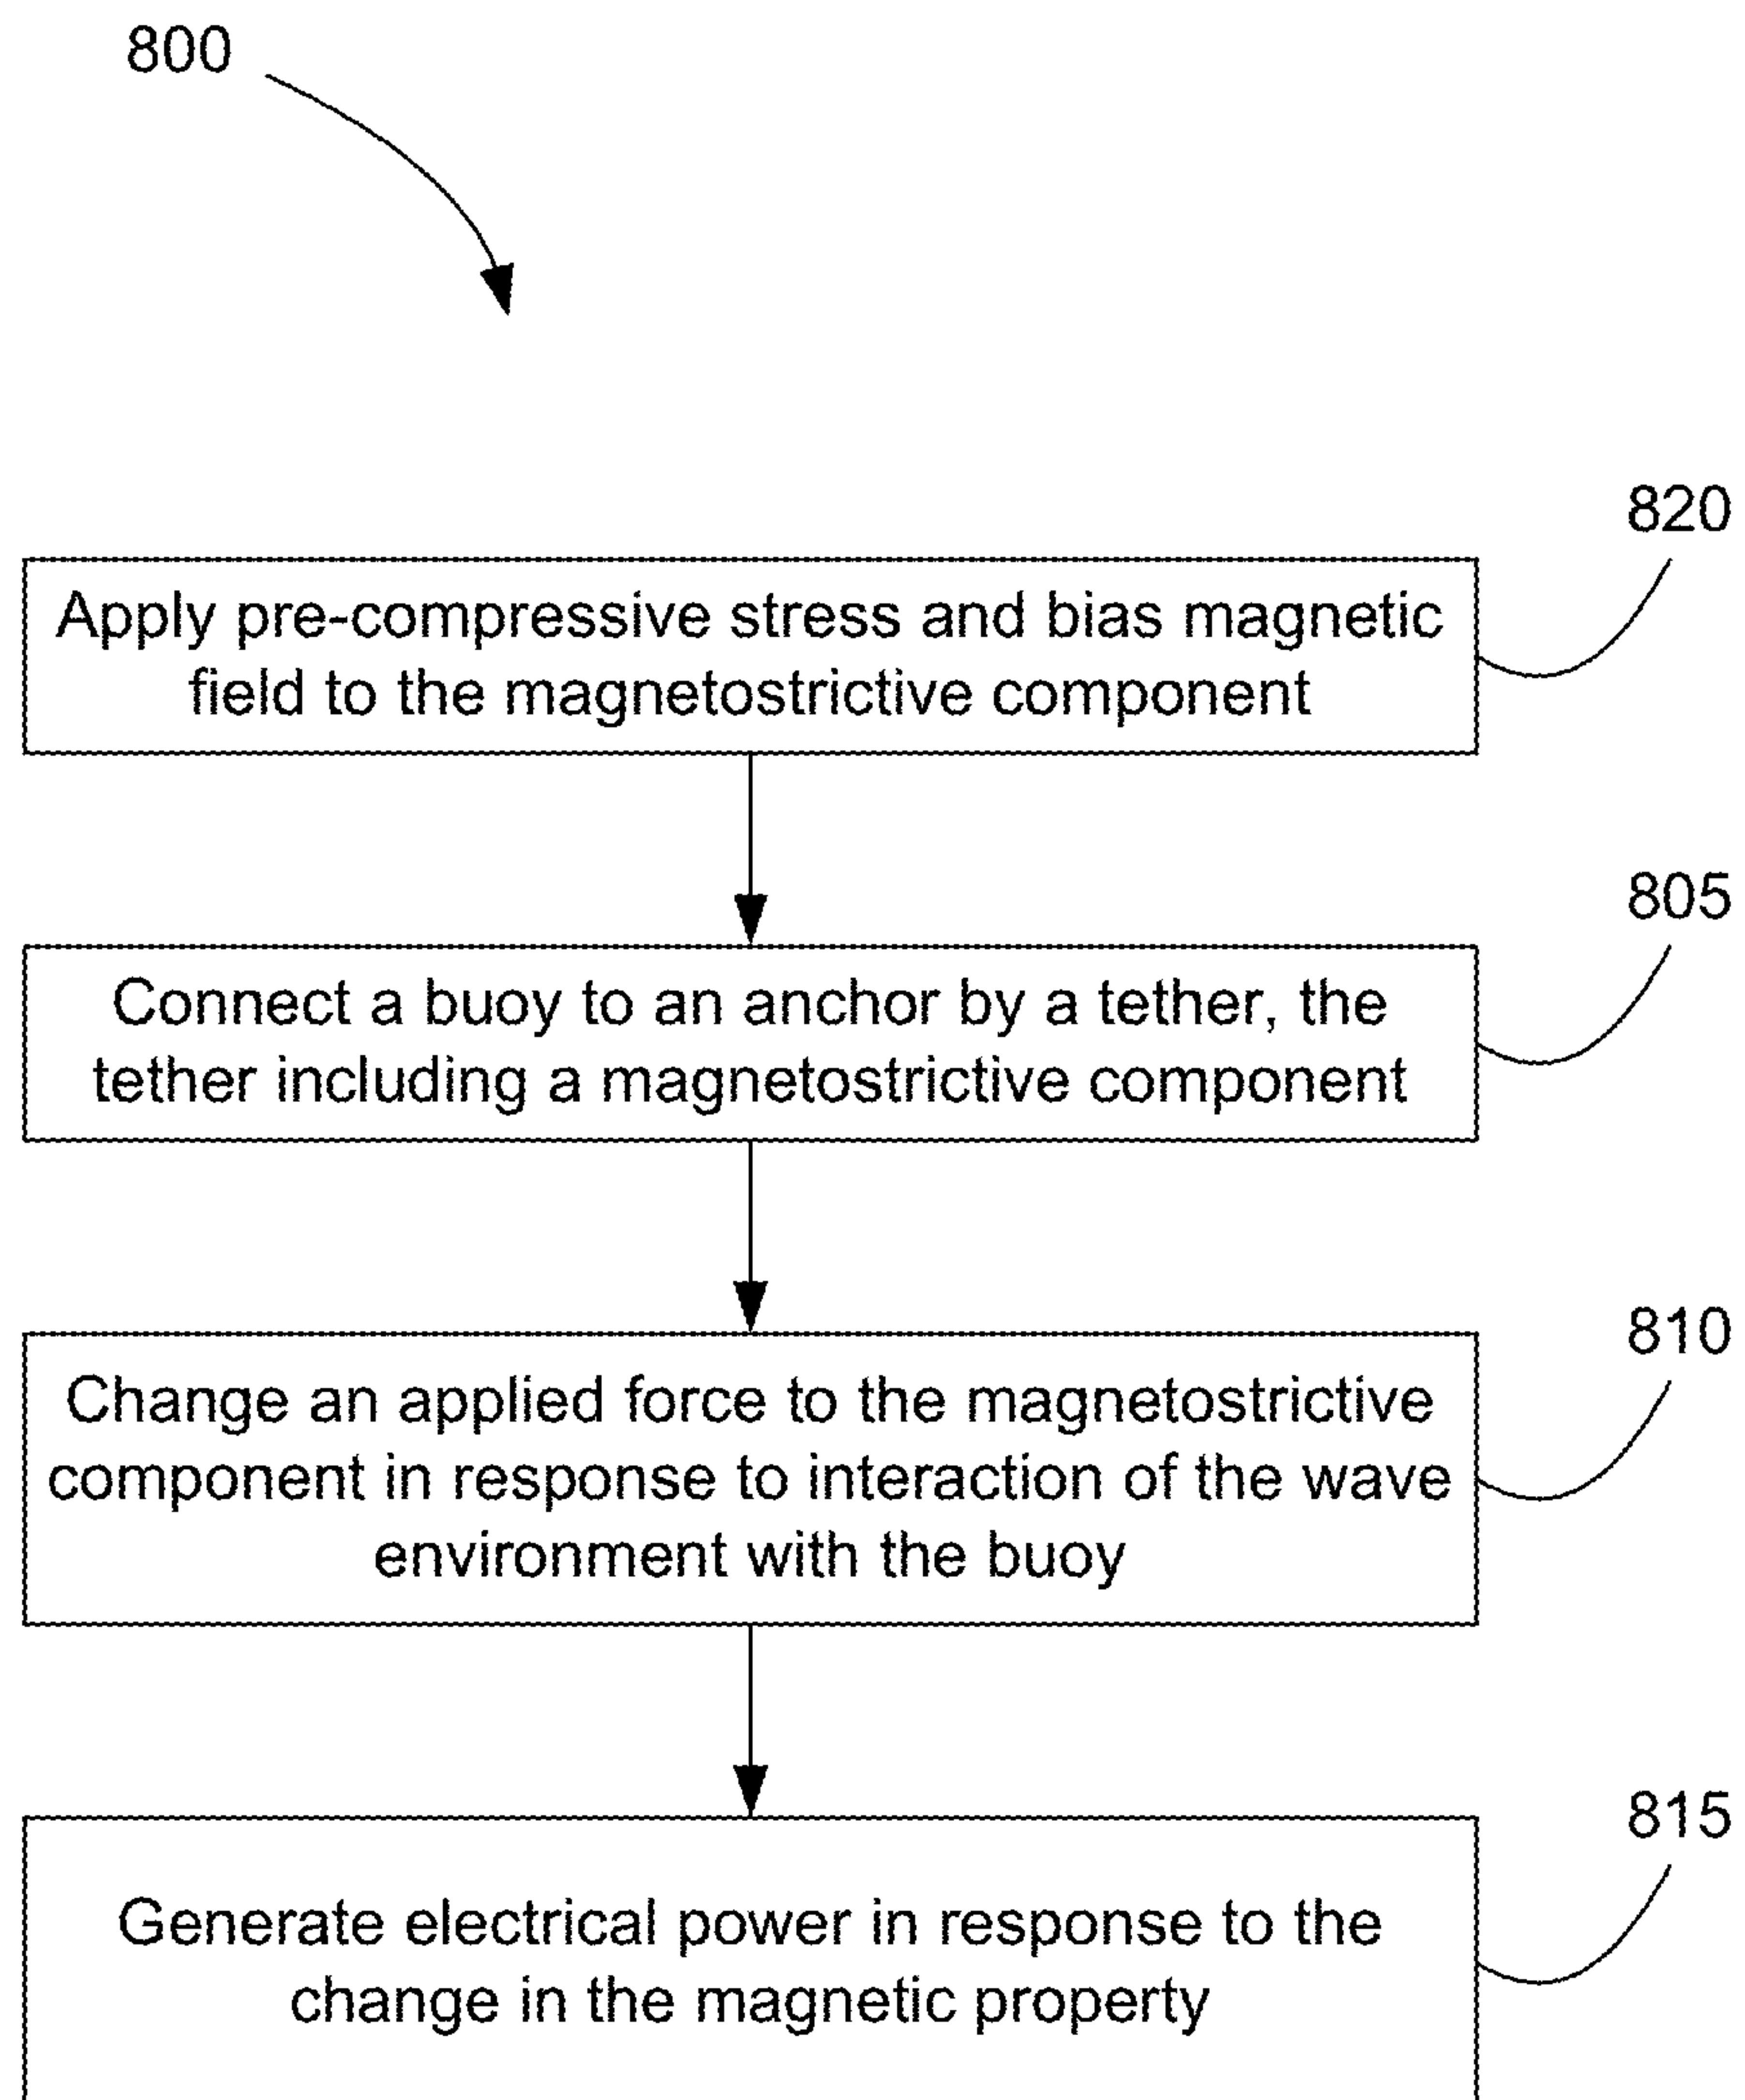 800
820
Apply pre-compressive stress and bias magnetic
field to the magnetostrictive component
805
Connect a buoy to an anchor by a tether, the
tether including a magnetostrictive component
810
Change an applied force to the magnetostrictive
component in response to interaction of the wave
environment with the buoy
815
Generate electrical power in response to the
change in the magnetic property